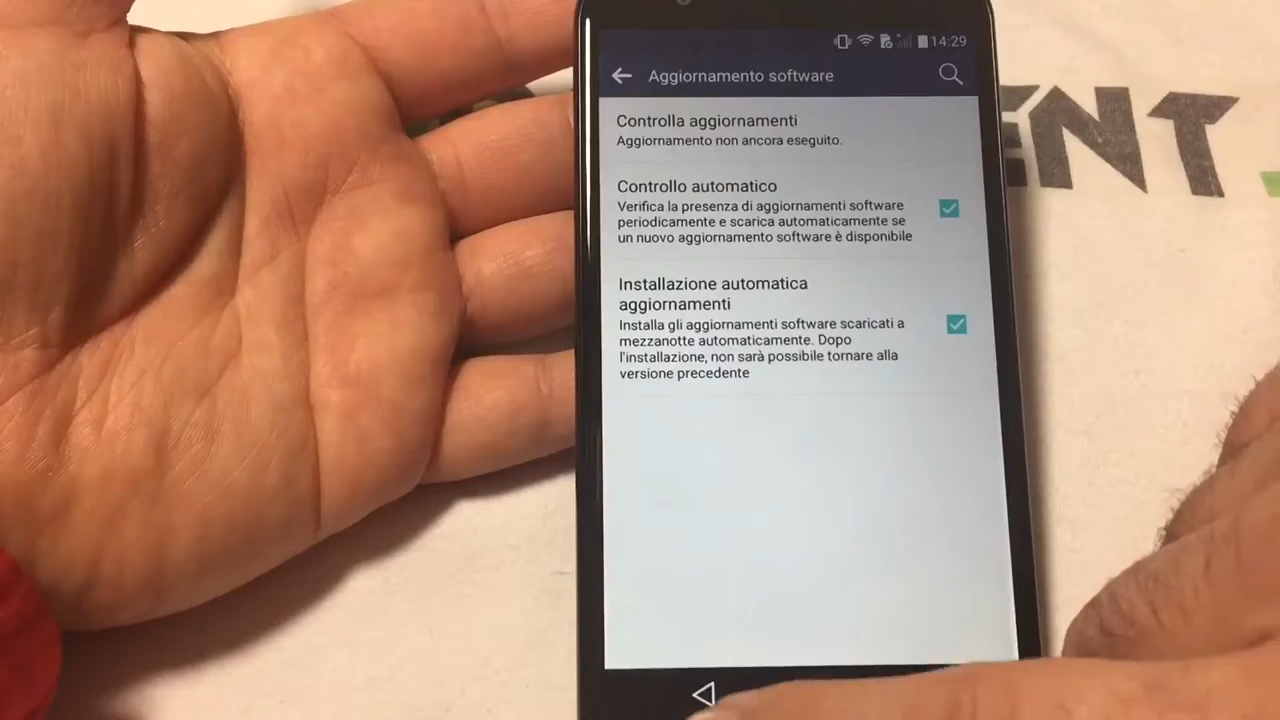 14:29
Aggiornamento software
Controlla aggiornamenti
Aggiornamento non ancora eseguito.
Controllo automatico
Verifica la presenza di aggiornamenti software
periodicamente e scarica automaticamente se
un nuovo aggiornamento software è disponibile
Installazione automatica
aggiornamenti
Installa gli aggiornamenti software scaricati a
mezzanotte automaticamente. Dopo
l'installazione, non sarà possibile tornare alla
versione precedente